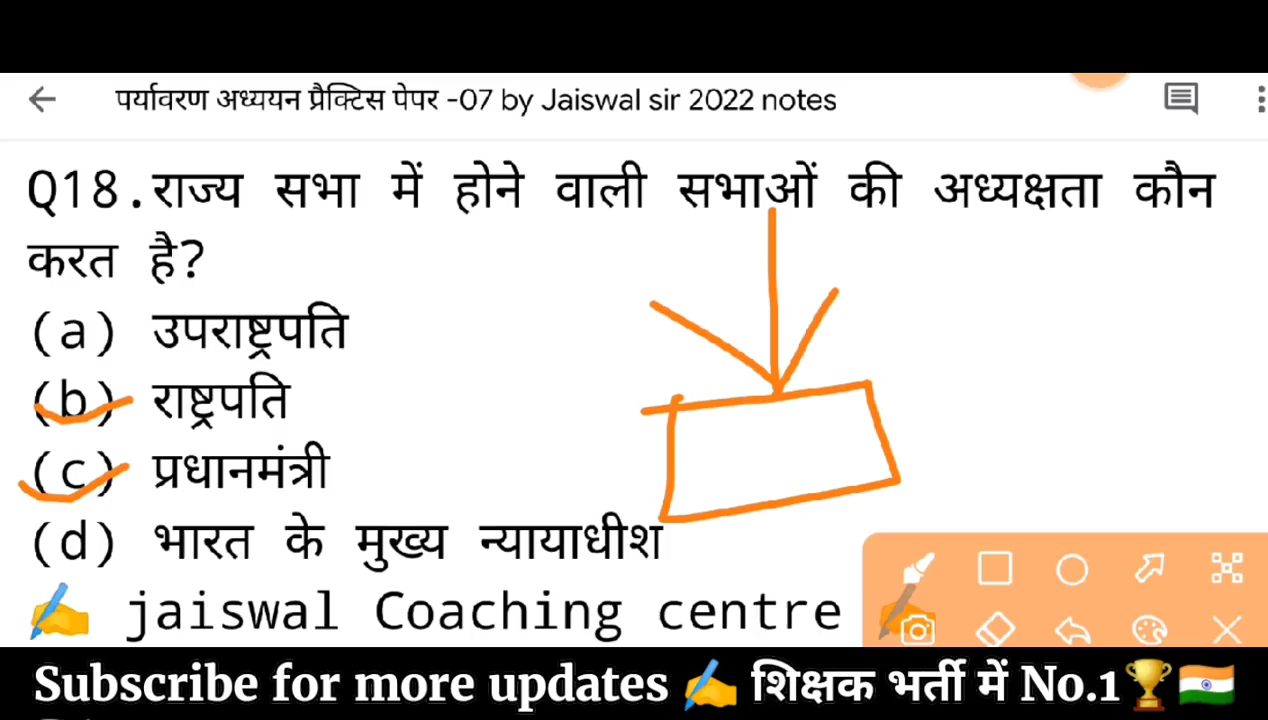 पर्यावरण अध्ययन प्रैक्टिस पेपर -07 by Jaiswal sir 2022 notes
Q18.राज्य सभा में होने वाली सभाओं की अध्यक्षता कौन
करत है?
(a) उपराष्ट्रपति
(b) राष्ट्रपति
(c) प्रधानमंत्री
(d) भारत के मुख्य न्यायाधीश
✍️ jaiswal Coaching centre ✍️
Subscribe for more updates ✍️ शिक्षक भर्ती में No.1🏆🇮🇳